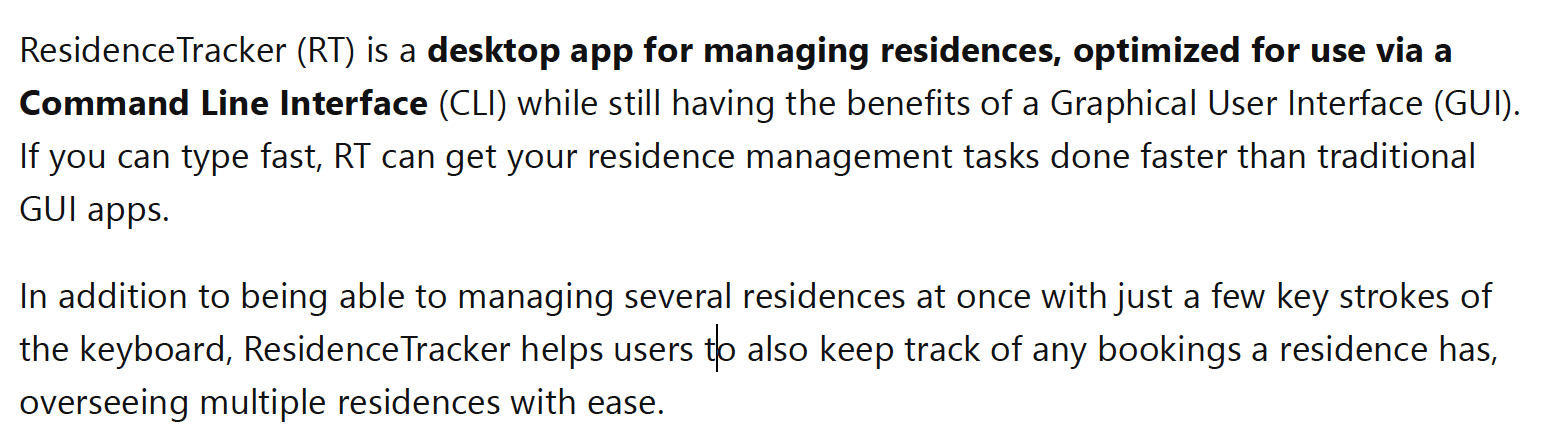 ResidenceTracker (RT) is a desktop app for managing residences, optimized for use via a
Command Line Interface (CLI) while still having the benefits of a Graphical User Interface (GUI).
If you can type fast, RT can get your residence management tasks done faster than traditional
GUI apps.
In addition to being able to managing several residences at once with just a few key strokes of
the keyboard, ResidenceTracker helps users to also keep track of any bookings a residence has,
overseeing multiple residences with ease.